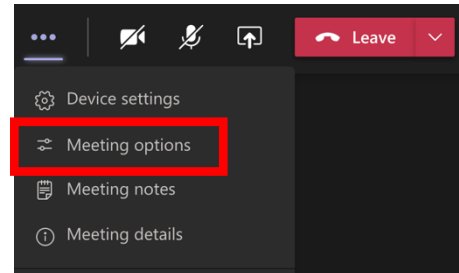 Leave
Device settings
Meeting options
Meeting notes
Meeting details